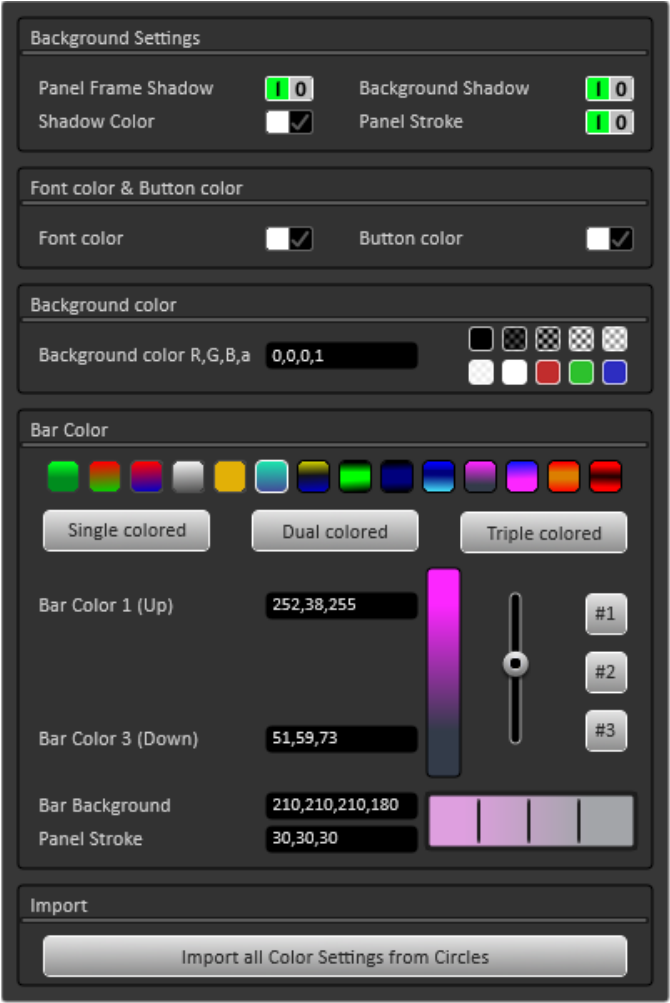 Background Settings
Panel Frame Shadow I 0 Background Shadow I 0
Shadow Color Panel Stroke I 0
Font color & Button color
Font color Button color
Background color
Background color R,G,B,a 0,0,0,1
Bar Color
Single colored Dual colored Triple colored
Bar Color 1 (Up) 252,38,255 #1
#2
Bar Color 3 (Down) 51,59,73 #3
Bar Background 210,210,210,180
Panel Stroke 30,30,30
Import
Import all Color Settings from Circles